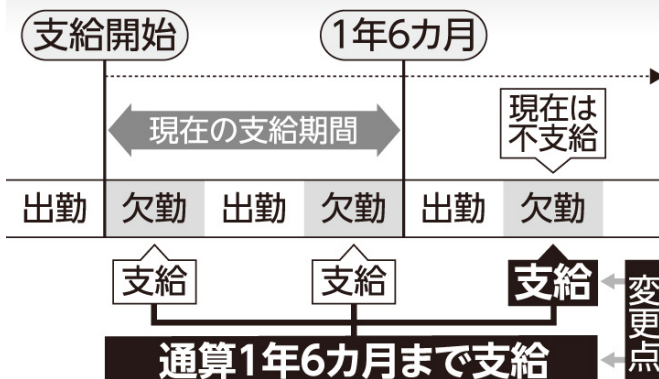 支給開始
1年6カ月
現在の支給期間
現在は
不支給
出勤 欠勤 出勤 欠勤 出勤 欠勤
支給 支給 支給
変更点
通算1年6カ月まで支給